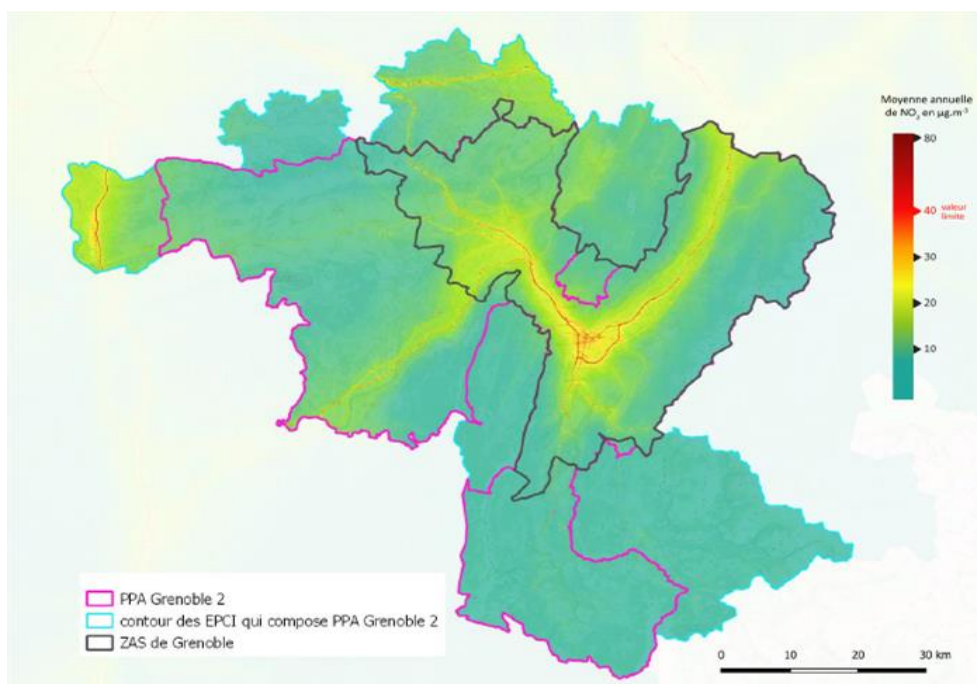 Moyenne annuelle
de NO₂ en µg.m⁻³
80
40 valeur
limite
30
20
10
PPA Grenoble 2
contour des EPCI qui compose PPA Grenoble 2
ZAS de Grenoble
0 10 20 30 km